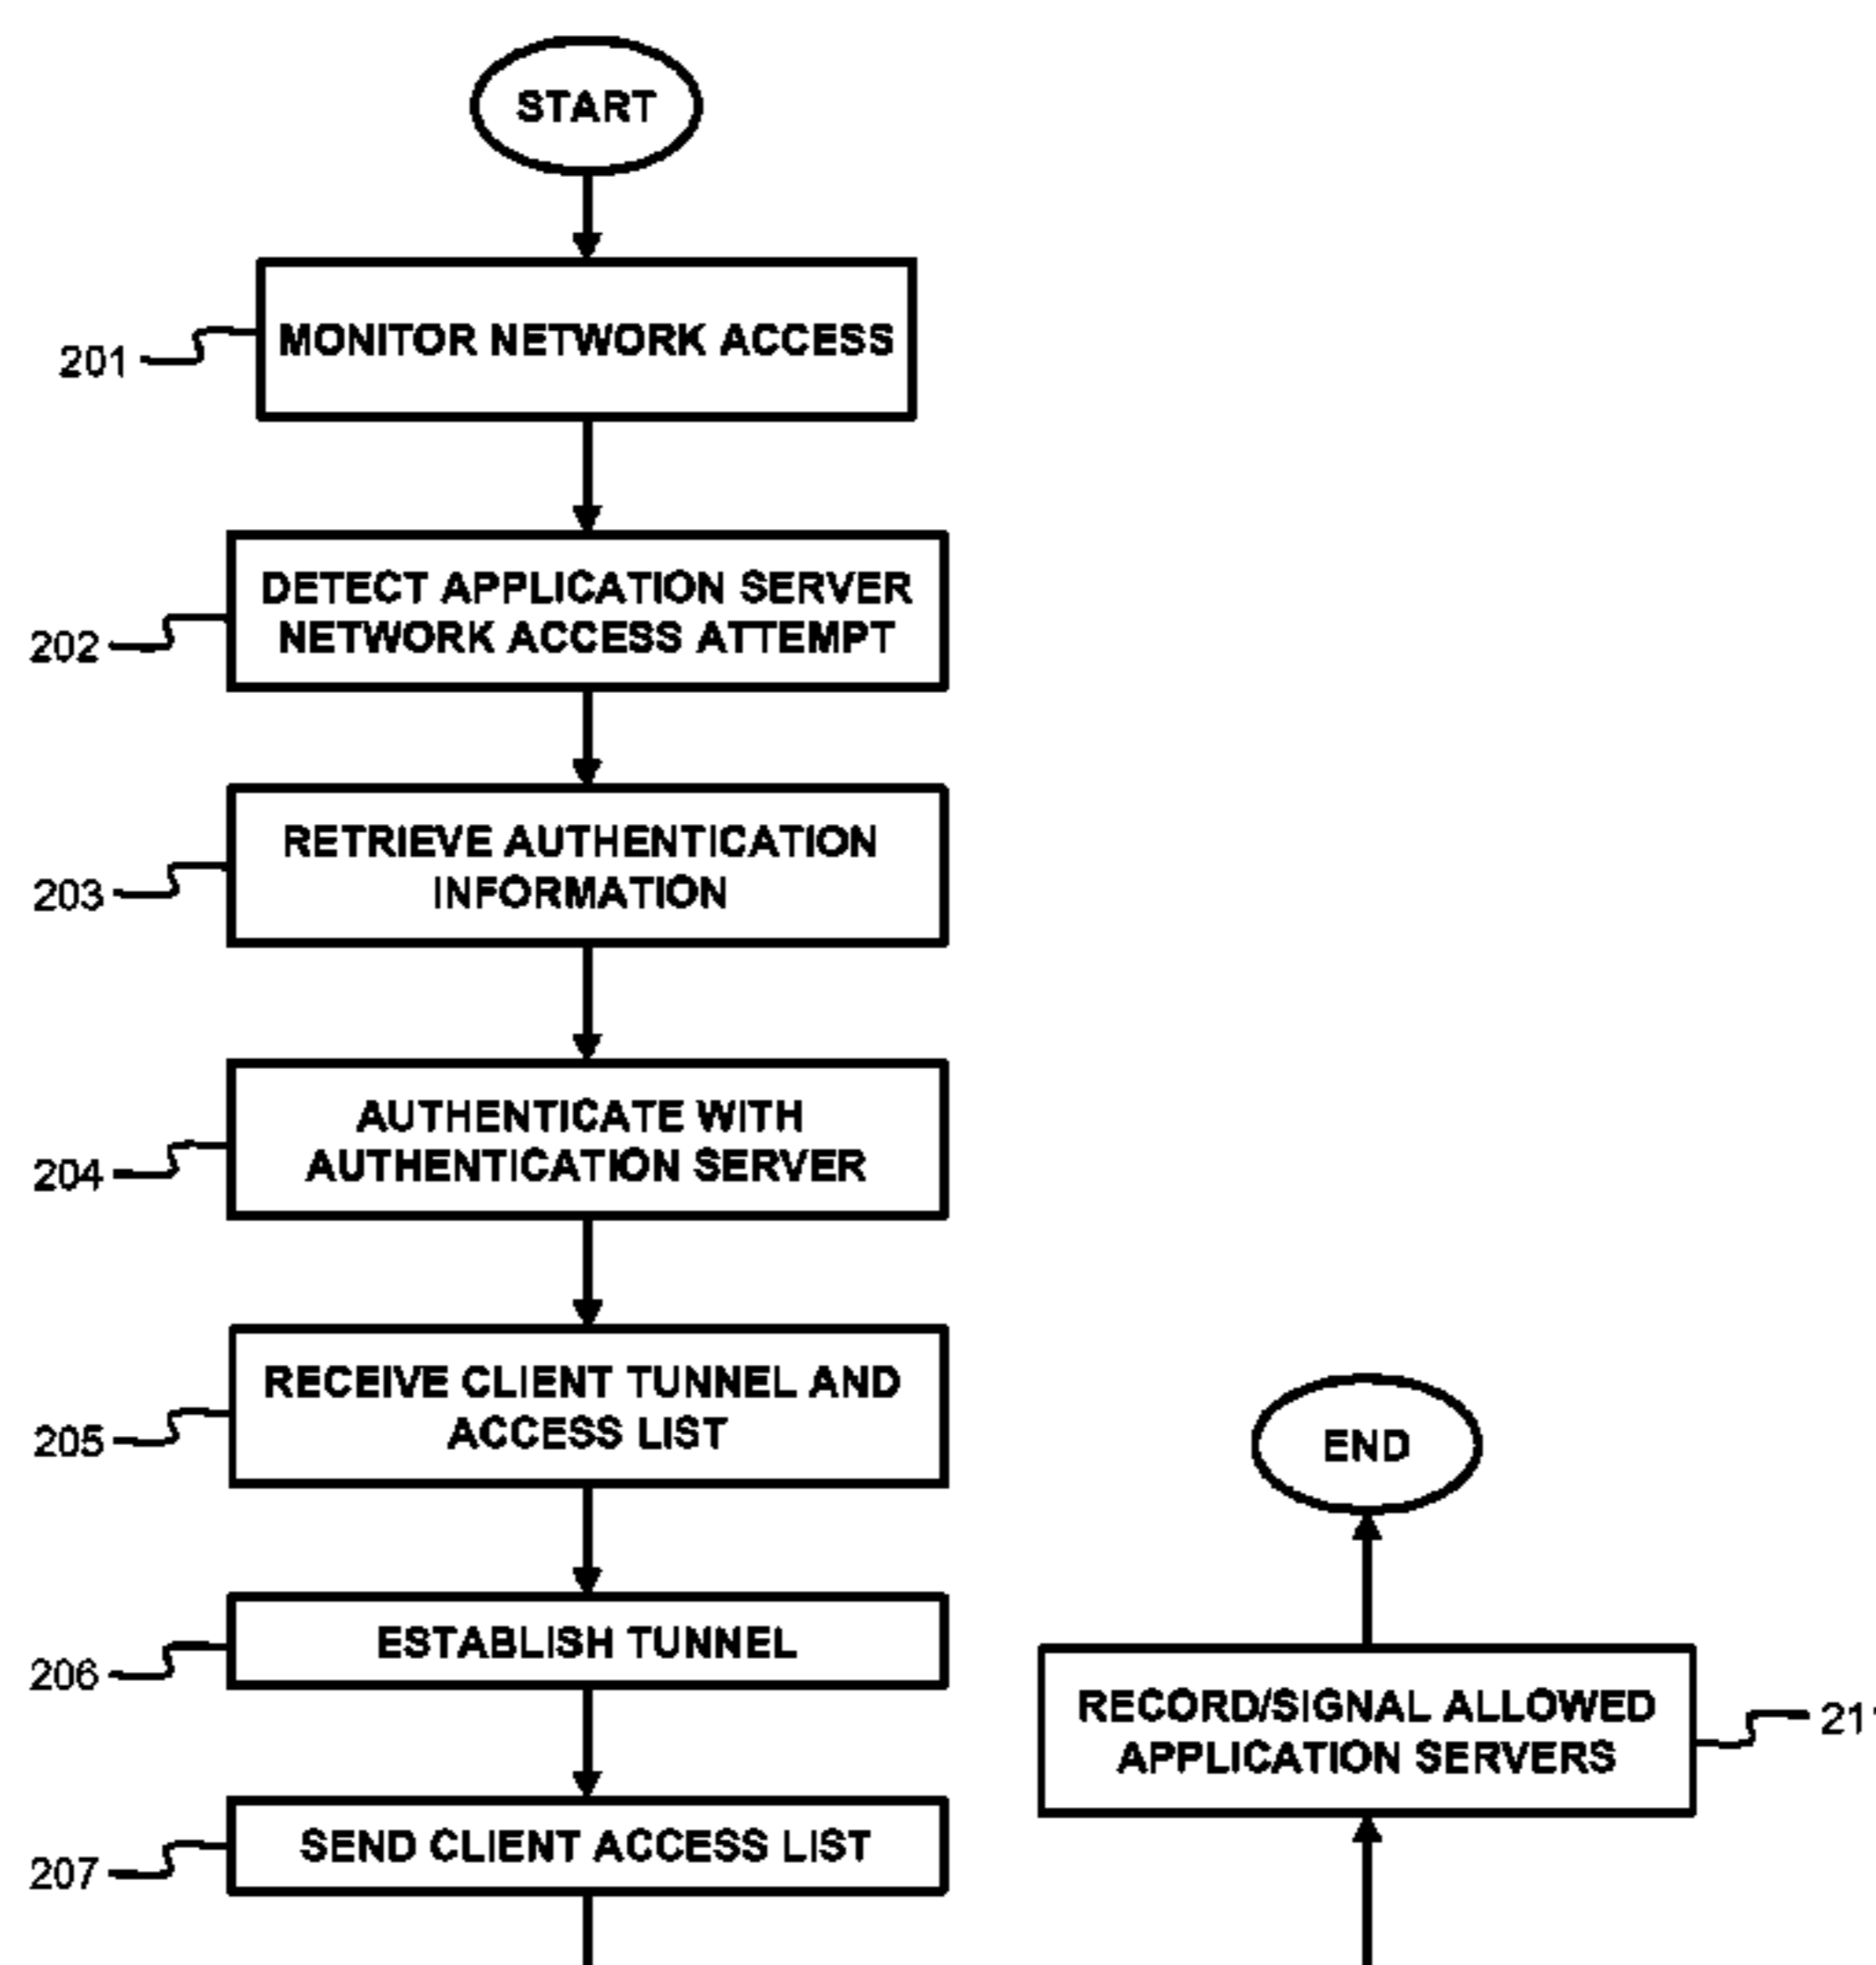 START
MONITOR NETWORK ACCESS
201
DETECT APPLICATION SERVER
NETWORK ACCESS ATTEMPT
202
RETRIEVE AUTHENTICATION
INFORMATION
203
AUTHENTICATE WITH
AUTHENTICATION SERVER
204
RECEIVE CLIENT TUNNEL AND
ACCESS LIST
205
ESTABLISH TUNNEL
206
SEND CLIENT ACCESS LIST
207
END
RECORD/SIGNAL ALLOWED
APPLICATION SERVERS